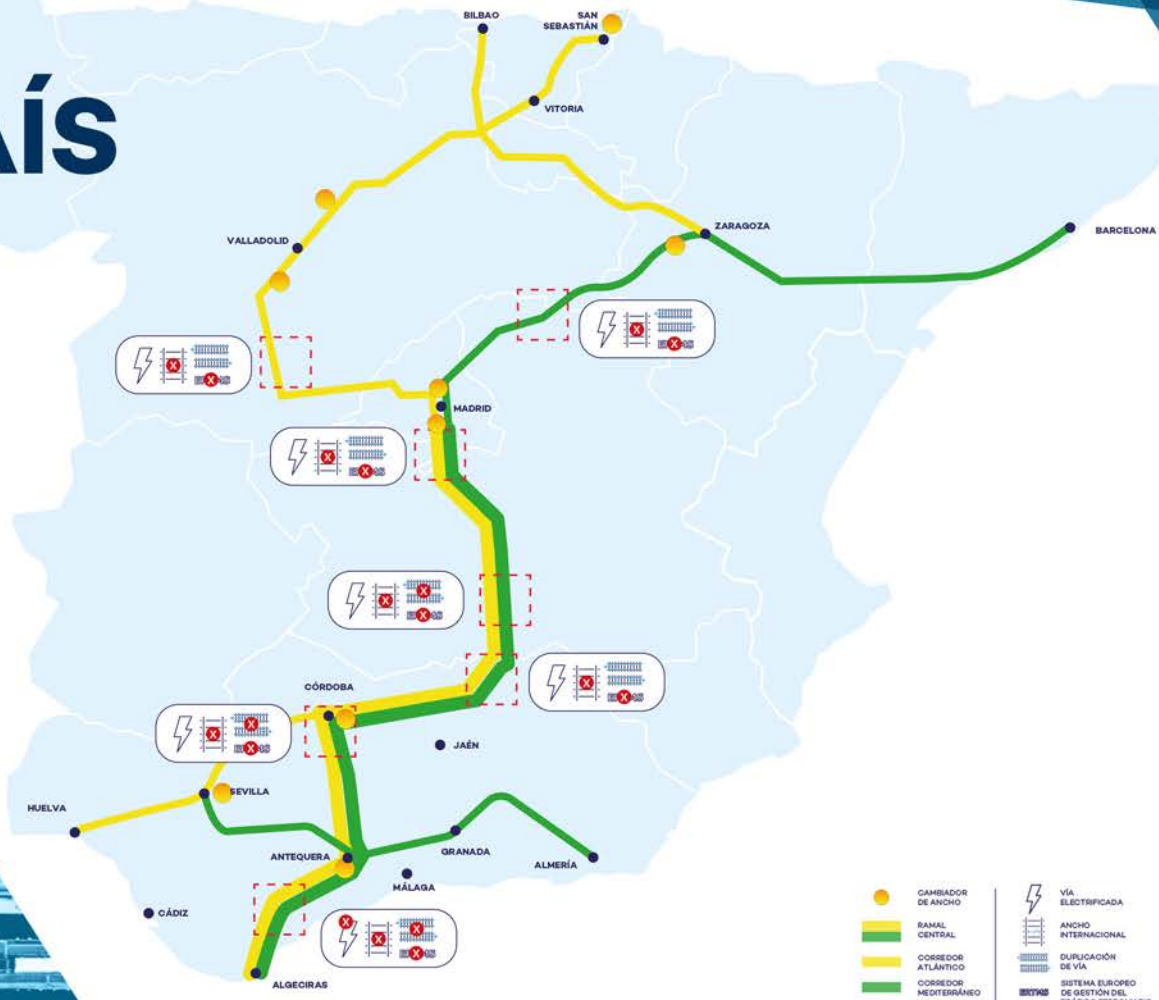 AÍS
BILBAO
SAN
SEBASTIÁN
VITORIA
VALLADOLID
ZARAGOZA
BARCELONA
MADRID
CÓRDOBA
JAÉN
SEVILLA
HUELVA
ANTEQUERA
GRANADA
ALMERÍA
MÁLAGA
CÁDIZ
ALGECIRAS
CAMBIADOR
DE ANCHO
RAMAL
CENTRAL
CORREDOR
ATLÁNTICO
CORREDOR
MEDITERRÁNEO
VÍA
ELECTRIFICADA
ANCHO
INTERNACIONAL
DUPLICACIÓN
DE VÍA
ERTMS
SISTEMA EUROPEO
DE GESTIÓN DEL